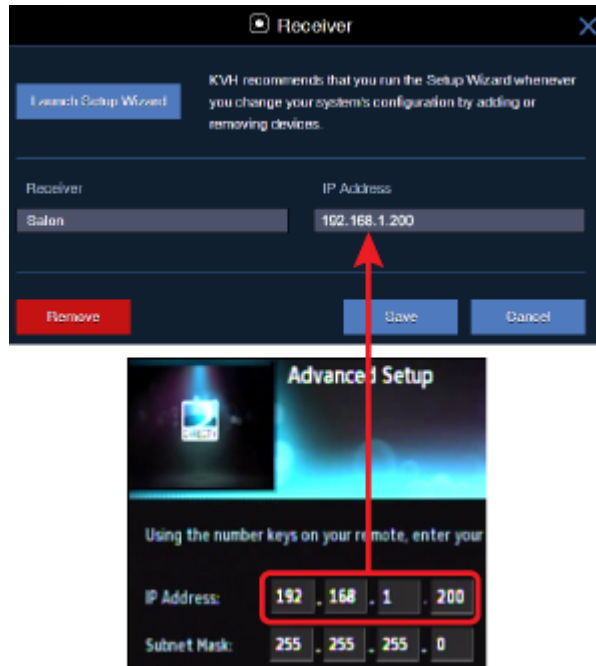 Receiver
KVH recommends that you run the Setup Wizard whenever
Launch Setup Wizard
you change your system's configuration by adding or
removing devices.
Receiver IP Address
Salon 192.168.1.200
Remove Save Cancel
Advanced Setup
Using the number keys on your remote, enter your
IP Address: 192 . 168 . 1 . 200
Subnet Mask: 255 . 255 . 255 . 0